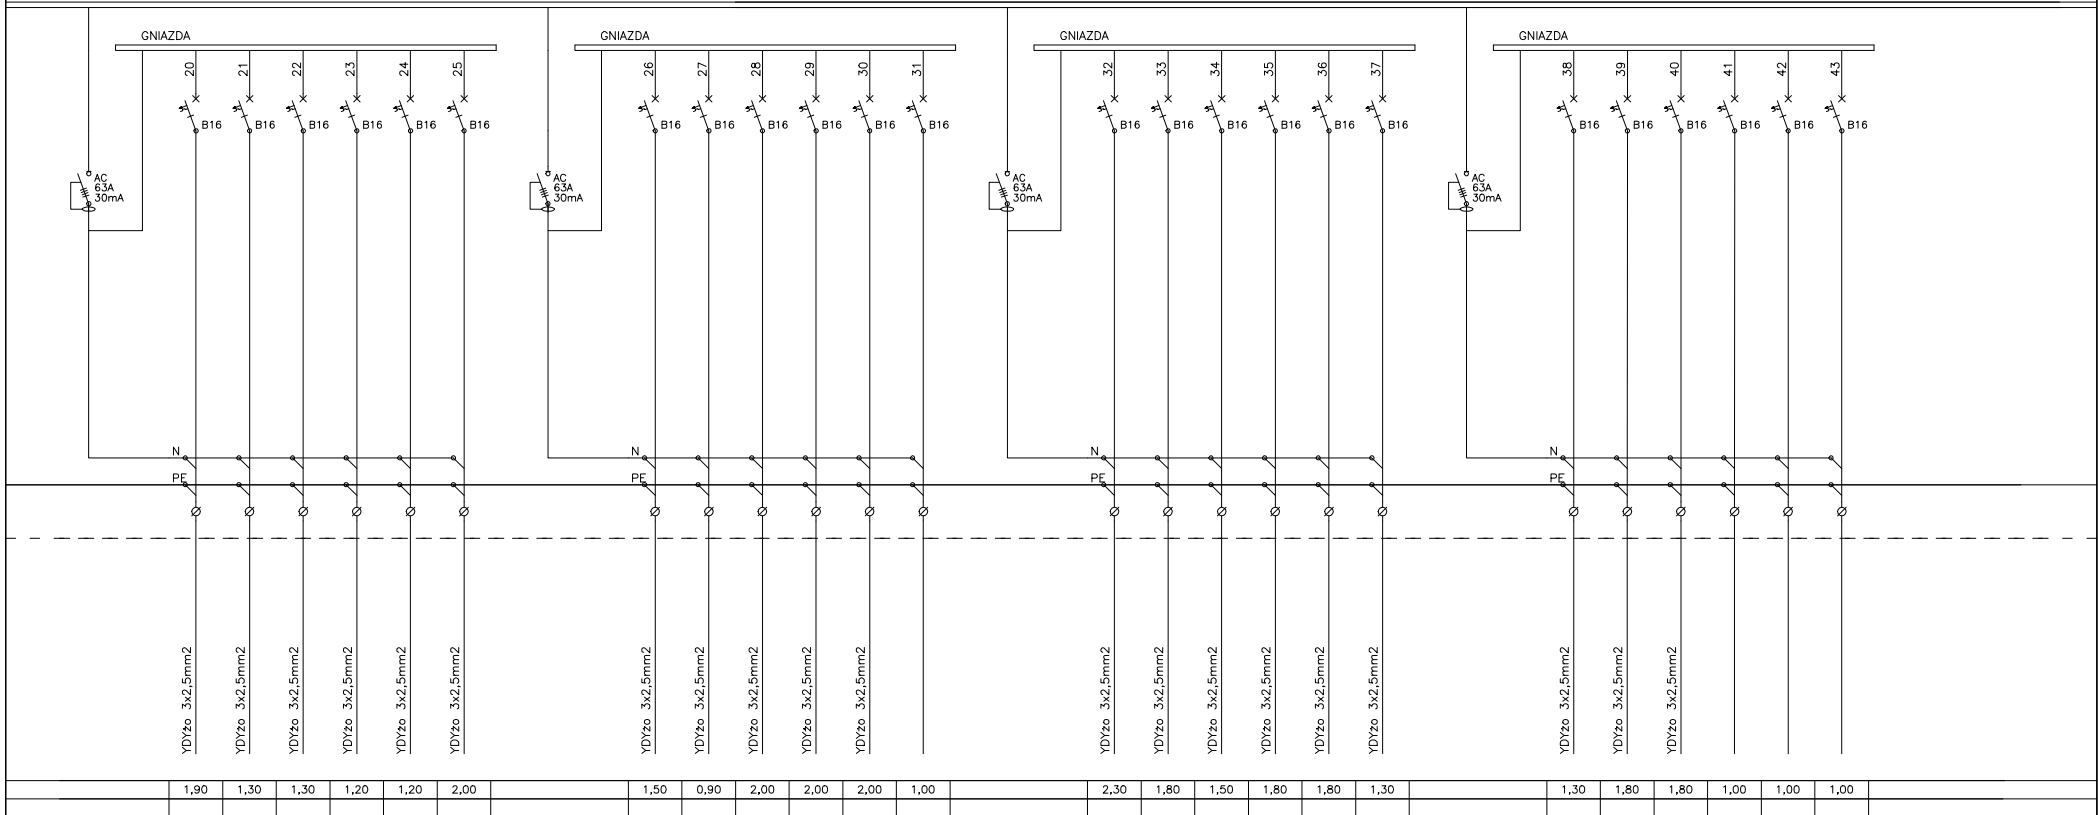 GNIAZDA GNIAZDA GNIAZDA GNIAZDA
20 21 22 23 24 25 26 27 28 29 30 31 32 33 34 35 36 37 38 39 40 41 42 43
B16 B16 B16 B16 B16 B16 B16 B16 B16 B16 B16 B16 B16 B16 B16 B16 B16 B16 B16 B16 B16 B16 B16 B16
AC AC AC AC
63A 63A 63A 63A
30mA 30mA 30mA 30mA
N N N N
PE PE PE PE
YDYżo 3x2,5mm2 YDYżo 3x2,5mm2 YDYżo 3x2,5mm2 YDYżo 3x2,5mm2 YDYżo 3x2,5mm2 YDYżo 3x2,5mm2 YDYżo 3x2,5mm2 YDYżo 3x2,5mm2 YDYżo 3x2,5mm2 YDYżo 3x2,5mm2 YDYżo 3x2,5mm2 YDYżo 3x2,5mm2 YDYżo 3x2,5mm2 YDYżo 3x2,5mm2 YDYżo 3x2,5mm2 YDYżo 3x2,5mm2 YDYżo 3x2,5mm2 YDYżo 3x2,5mm2 YDYżo 3x2,5mm2 YDYżo 3x2,5mm2
1,90 1,30 1,30 1,20 1,20 2,00 1,50 0,90 2,00 2,00 2,00 1,00 2,30 1,80 1,50 1,80 1,80 1,30 1,30 1,80 1,80 1,00 1,00 1,00